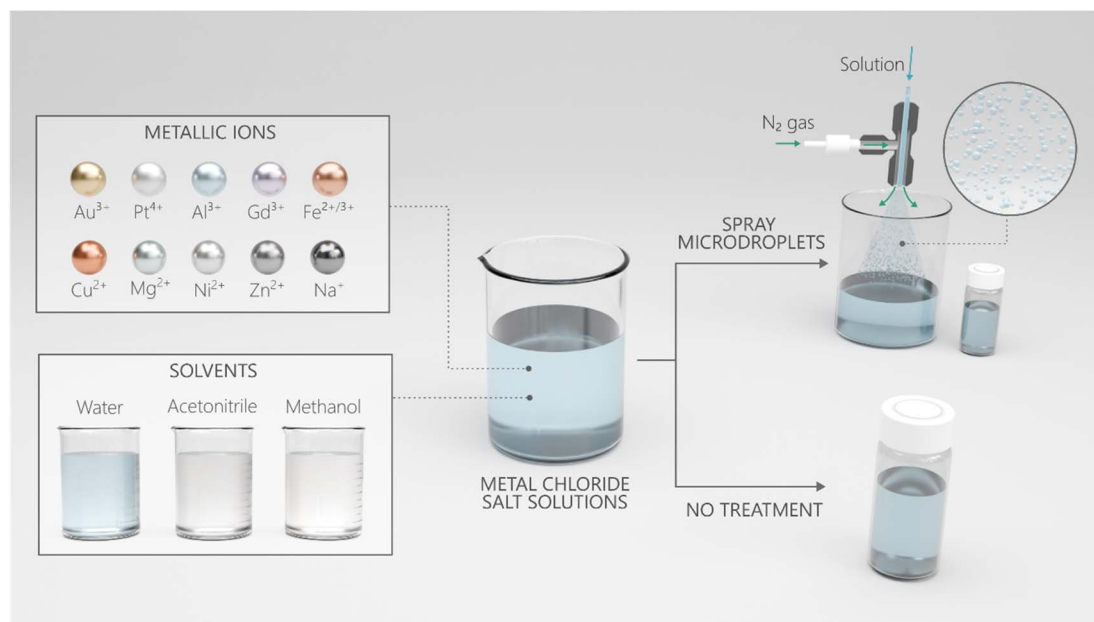 METALLIC IONS
Au³⁺ Pt⁴⁺ Al³⁺ Gd³⁺ Fe²⁺/³⁺
Cu²⁺ Mg²⁺ Ni²⁺ Zn²⁺ Na⁺
SOLVENTS
Water Acetonitrile Methanol
METAL CHLORIDE
SALT SOLUTIONS
Solution
N₂ gas
SPRAY
MICRODROPLETS
NO TREATMENT